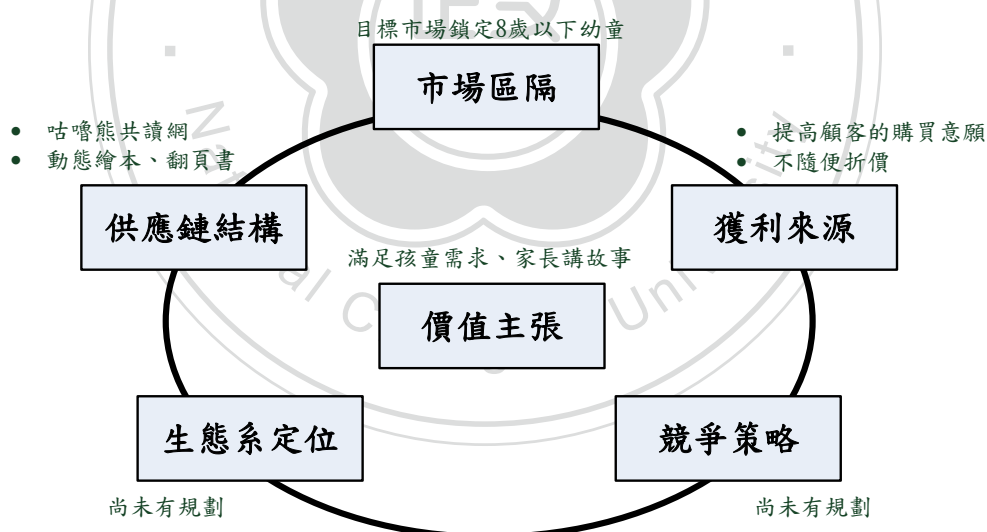 目標市場鎖定8歲以下幼童
市場區隔
• 咕嚕熊共讀網
• 動態繪本、翻頁書
• 提高顧客的購買意願
• 不隨便折價
供應鏈結構
獲利來源
滿足孩童需求、家長講故事
價值主張
生態系定位
競爭策略
尚未有規劃
尚未有規劃